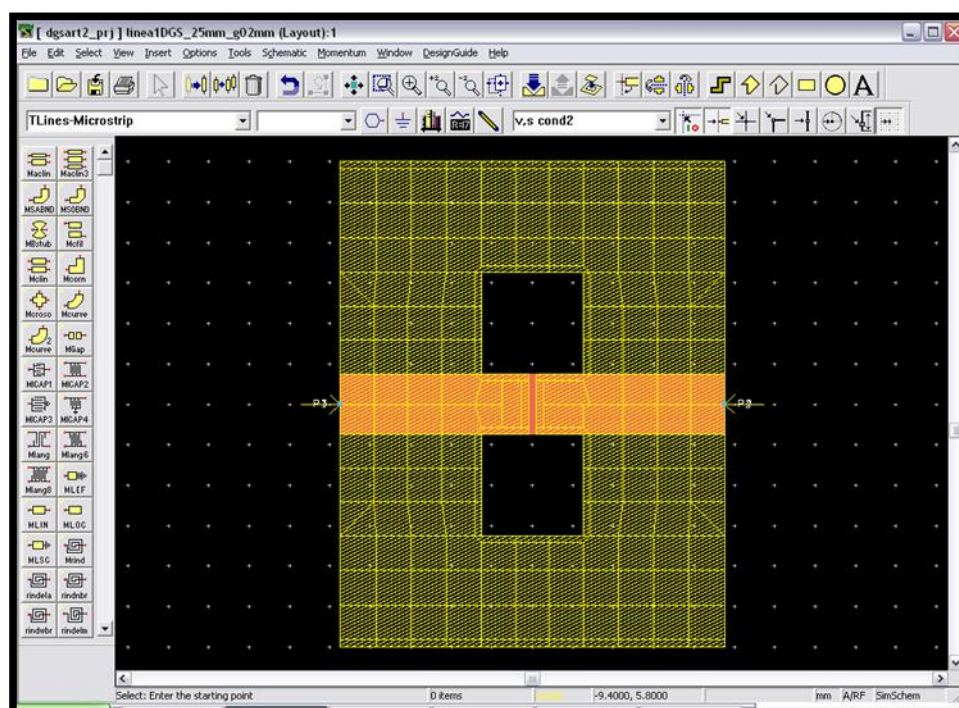 [ dgsart2_prj ] linea1DGS_25mm_g02mm (Layout):1
File Edit Select View Insert Options Tools Schematic Momentum Window DesignGuide Help
TLines-Microstrip
v,s cond2
Maclin Maclin3
MSABND MSOBND
MBstub Mcfil
Mclin Mcorn
Mcroso Mcurve
Mcurve MGap
MICAP1 MICAP2
MICAP3 MICAP4
Mlang Mlang6
Mlang8 MLEF
MLIN MLOC
MLSC Mrind
rindela rindnbr
rindebr rindelm
P2
Select: Enter the starting point 0 items -9.4000, 5.8000 mm A/RF SimSchem